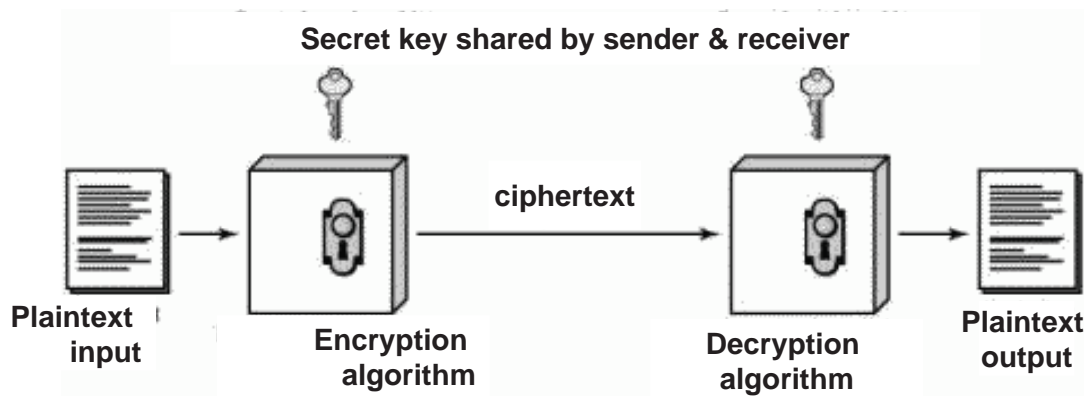 Secret key shared by sender & receiver
ciphertext
Plaintext
input
Encryption
algorithm
Decryption
algorithm
Plaintext
output